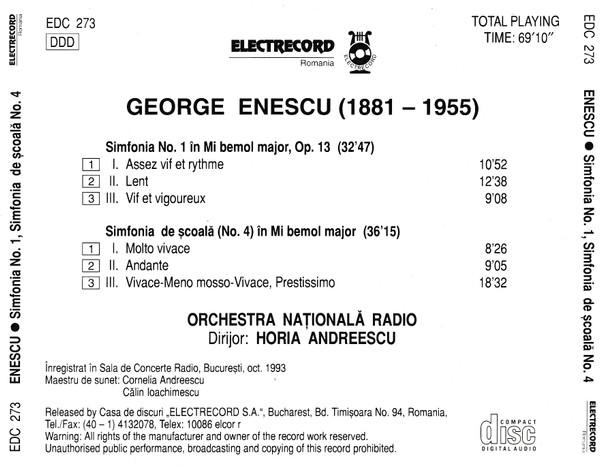 EDC 273
DDD
ELECTRECORD
Romania
ELECTRECORD
TOTAL PLAYING
TIME: 69'10"
GEORGE ENESCU (1881 – 1955)
Simfonia No. 1 în Mi bemol major, Op. 13 (32'47)
1 I. Assez vif et rythme 10'52
2 II. Lent 12'38
3 III. Vif et vigoureux 9'08
Simfonia de școală (No. 4) în Mi bemol major (36'15)
1 I. Molto vivace 8'26
2 II. Andante 9'05
3 III. Vivace-Meno mosso-Vivace, Prestissimo 18'32
ORCHESTRA NAȚIONALĂ RADIO
Dirijor: HORIA ANDREESCU
Înregistrat în Sala de Concerte Radio, București, oct. 1993
Maestru de sunet: Cornelia Andreescu
Călin Ioachimescu
Released by Casa de discuri „ELECTRECORD S.A.", Bucharest, Bd. Timișoara No. 94, Romania,
Tel./Fax: (40 – 1) 4132078, Telex: 10086 elcor r
Warning: All rights of the manufacturer and owner of the record work reserved.
Unauthorised public performance, broadcasting and copying of this record prohibited.
COMPACT
disc
DIGITAL AUDIO
EDC 273 ENESCU ● Simfonia No. 1, Simfonia de școală No. 4 ELECTRECORD Romania
EDC 273 ENESCU ● Simfonia No. 1, Simfonia de școală No. 4 ELECTRECORD Romania